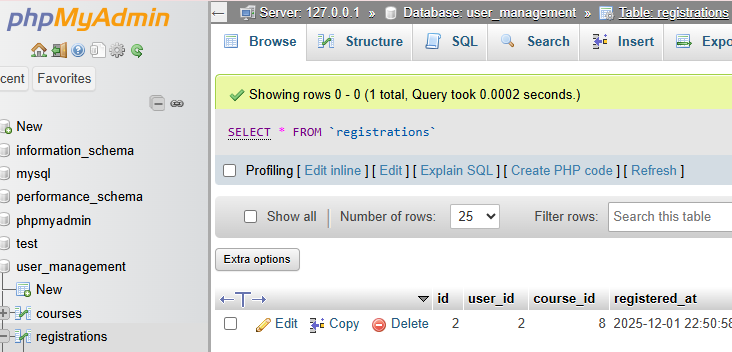 phpMyAdmin
cent Favorites
New
information_schema
mysql
performance_schema
phpmyadmin
test
user_management
New
courses
registrations
Server: 127.0.0.1 » Database: user_management » Table: registrations
Browse Structure SQL Search Insert Expo
Showing rows 0 - 0 (1 total, Query took 0.0002 seconds.)
SELECT * FROM `registrations`
Profiling [ Edit inline ] [ Edit ] [ Explain SQL ] [ Create PHP code ] [ Refresh ]
Show all Number of rows: 25 Filter rows: Search this table
Extra options
←T→ id user_id course_id registered_at
Edit Copy Delete 2 2 8 2025-12-01 22:50:58